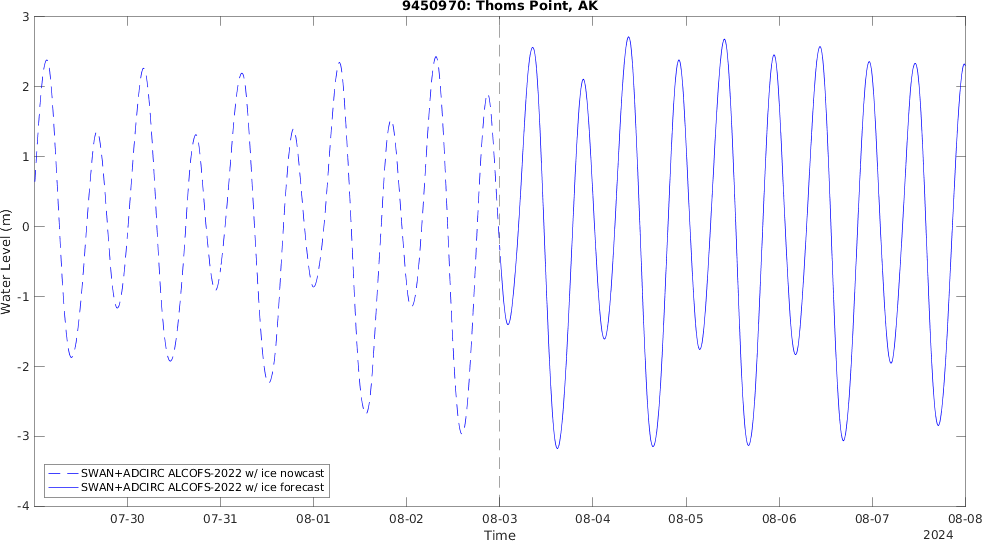 9450970: Thoms Point, AK
3
2
1
0
-1
-2
-3
-4
Water Level (m)
SWAN+ADCIRC ALCOFS-2022 w/ ice nowcast
SWAN+ADCIRC ALCOFS-2022 w/ ice forecast
07-30 07-31 08-01 08-02 08-03 08-04 08-05 08-06 08-07 08-08
Time
2024